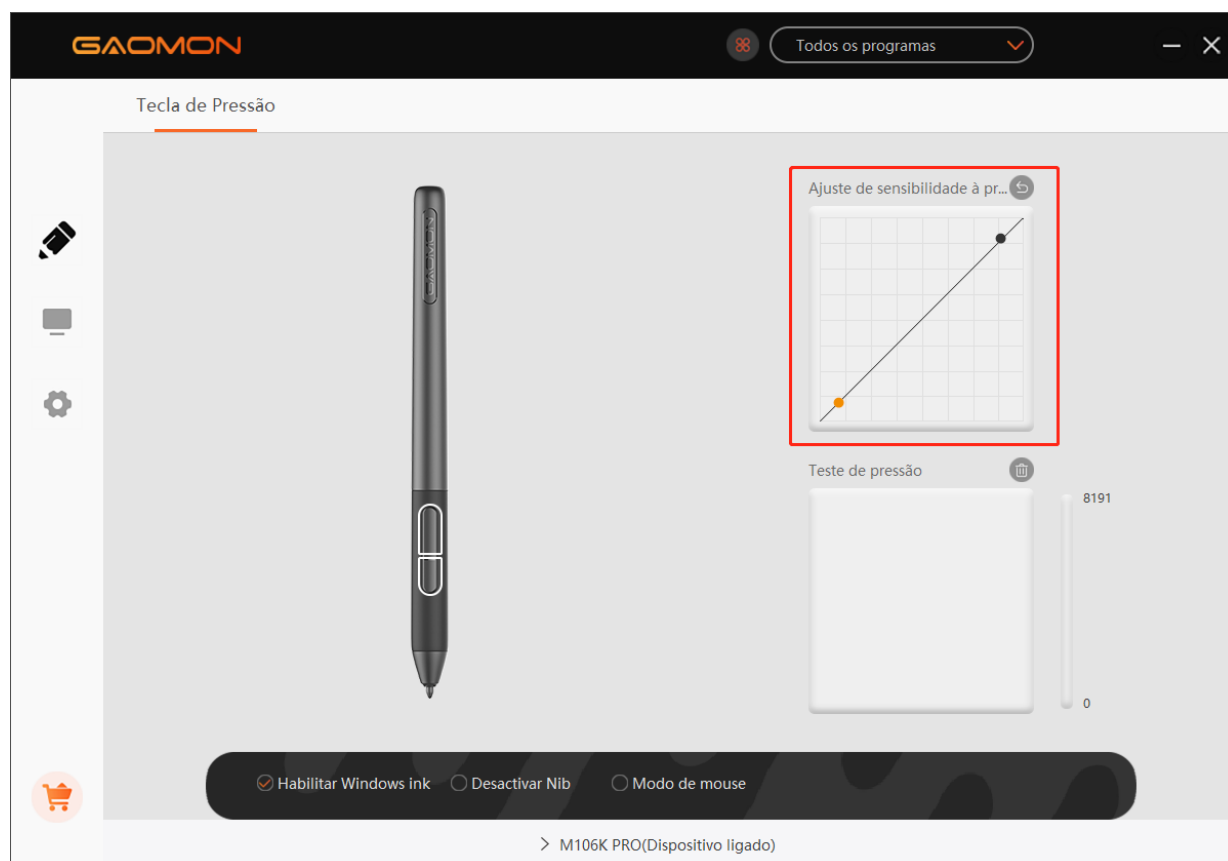 GAOMON
Todos os programas
Tecla de Pressão
GAOMON
Ajuste de sensibilidade à pr...
Teste de pressão
8191
0
Habilitar Windows ink
Desactivar Nib
Modo de mouse
M106K PRO(Dispositivo ligado)